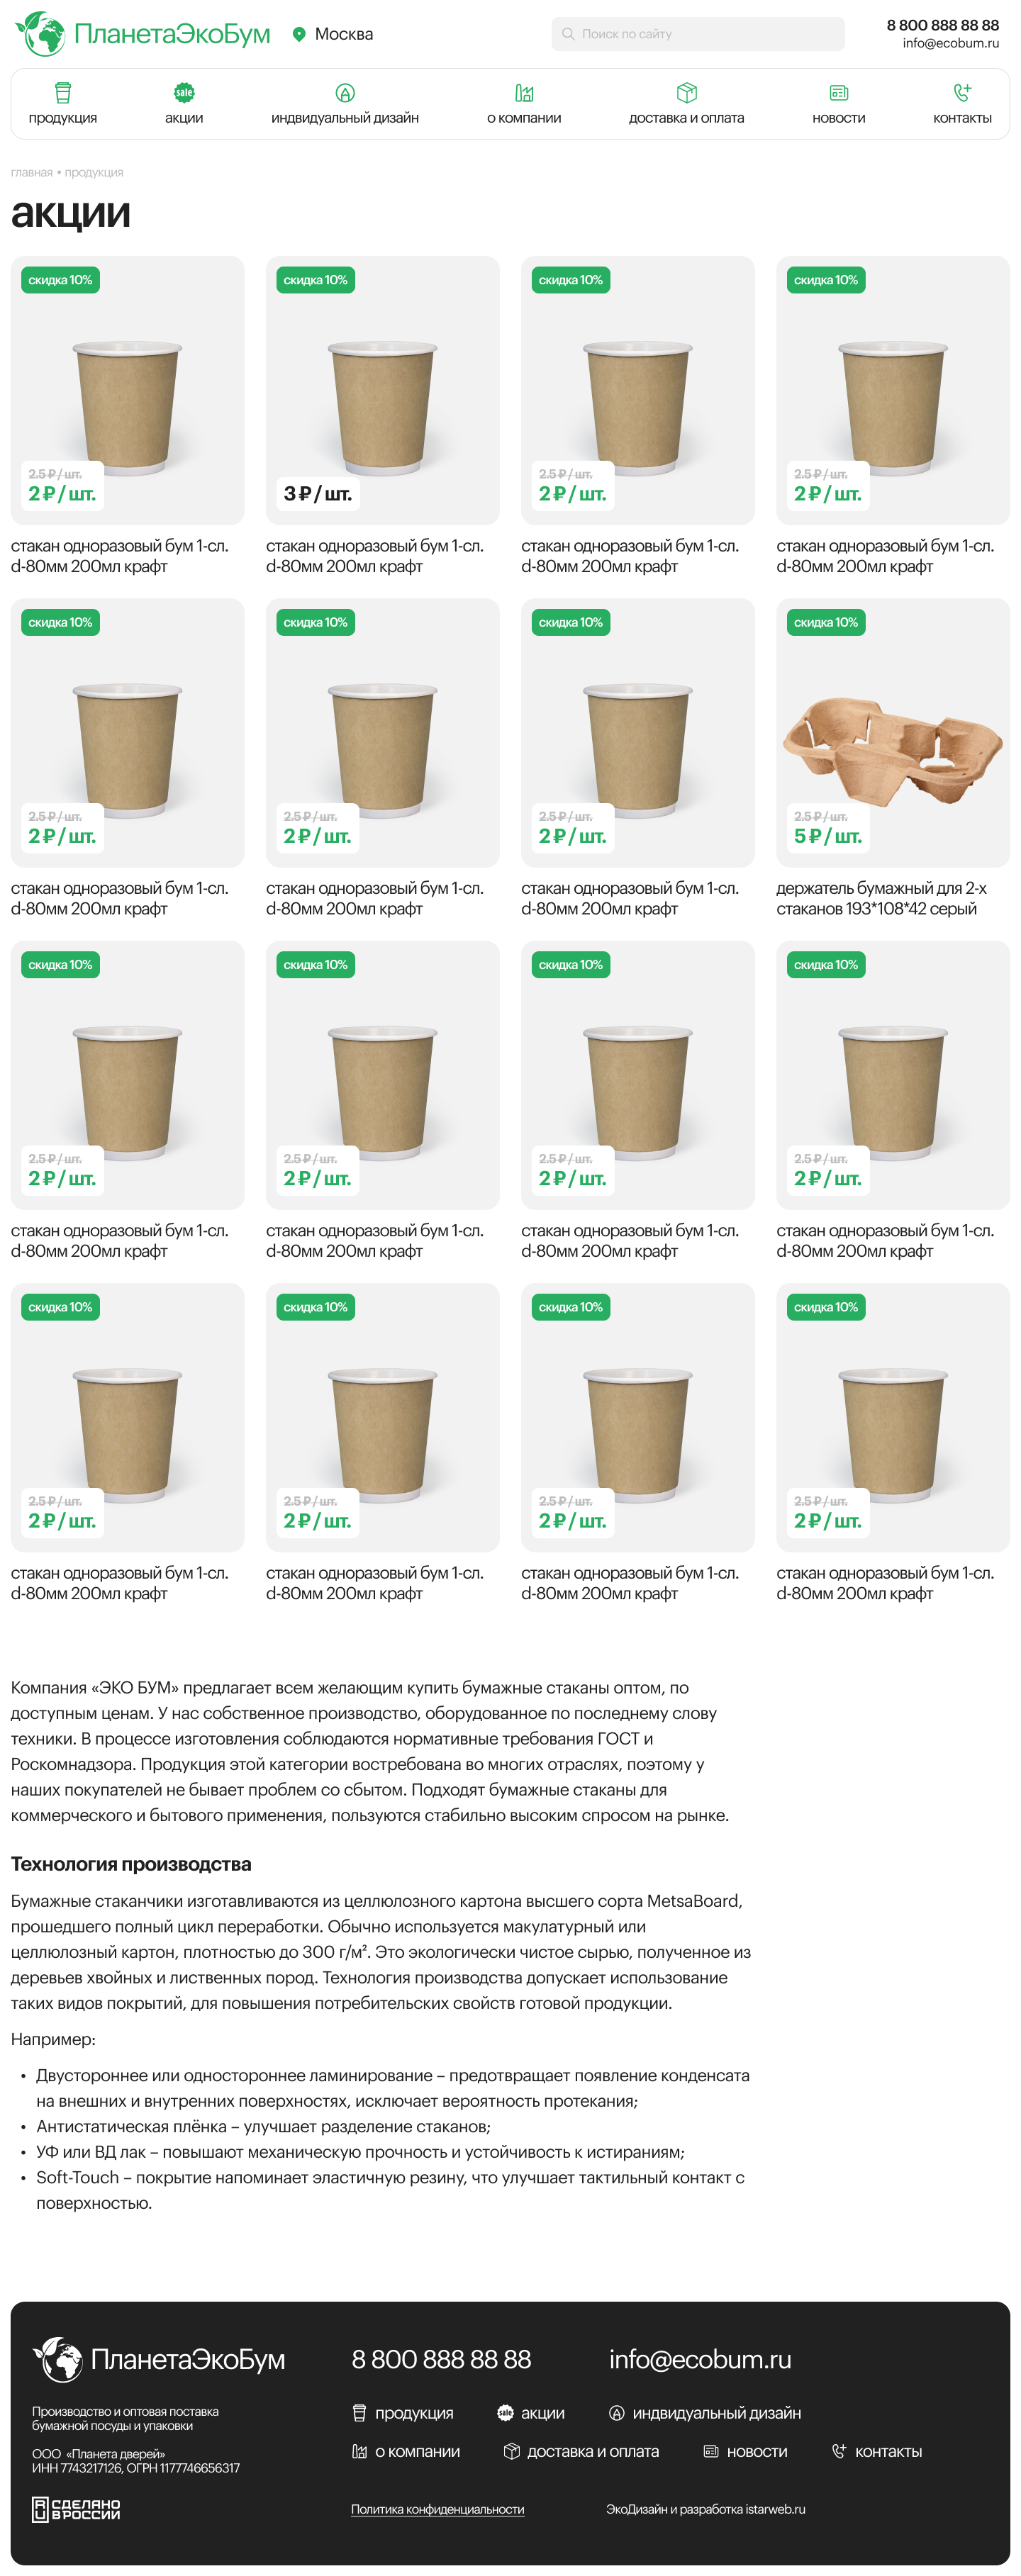 ПланетаЭкоБум
Москва
Поиск по сайту
8 800 888 88 88
info@ecobum.ru
продукция
sale
акции
индвидуальный дизайн
о компании
доставка и оплата
новости
контакты
главная • продукция
акции
скидка 10%
скидка 10%
скидка 10%
скидка 10%
2.5 ₽ / шт.
2 ₽ / шт.
3 ₽ / шт.
2.5 ₽ / шт.
2 ₽ / шт.
2.5 ₽ / шт.
2 ₽ / шт.
стакан одноразовый бум 1-сл.
d-80мм 200мл крафт
стакан одноразовый бум 1-сл.
d-80мм 200мл крафт
стакан одноразовый бум 1-сл.
d-80мм 200мл крафт
стакан одноразовый бум 1-сл.
d-80мм 200мл крафт
скидка 10%
скидка 10%
скидка 10%
скидка 10%
2.5 ₽ / шт.
2 ₽ / шт.
2.5 ₽ / шт.
2 ₽ / шт.
2.5 ₽ / шт.
2 ₽ / шт.
2.5 ₽ / шт.
5 ₽ / шт.
стакан одноразовый бум 1-сл.
d-80мм 200мл крафт
стакан одноразовый бум 1-сл.
d-80мм 200мл крафт
стакан одноразовый бум 1-сл.
d-80мм 200мл крафт
держатель бумажный для 2-х
стаканов 193*108*42 серый
скидка 10%
скидка 10%
скидка 10%
скидка 10%
2.5 ₽ / шт.
2 ₽ / шт.
2.5 ₽ / шт.
2 ₽ / шт.
2.5 ₽ / шт.
2 ₽ / шт.
2.5 ₽ / шт.
2 ₽ / шт.
стакан одноразовый бум 1-сл.
d-80мм 200мл крафт
стакан одноразовый бум 1-сл.
d-80мм 200мл крафт
стакан одноразовый бум 1-сл.
d-80мм 200мл крафт
стакан одноразовый бум 1-сл.
d-80мм 200мл крафт
скидка 10%
скидка 10%
скидка 10%
скидка 10%
2.5 ₽ / шт.
2 ₽ / шт.
2.5 ₽ / шт.
2 ₽ / шт.
2.5 ₽ / шт.
2 ₽ / шт.
2.5 ₽ / шт.
2 ₽ / шт.
стакан одноразовый бум 1-сл.
d-80мм 200мл крафт
стакан одноразовый бум 1-сл.
d-80мм 200мл крафт
стакан одноразовый бум 1-сл.
d-80мм 200мл крафт
стакан одноразовый бум 1-сл.
d-80мм 200мл крафт
Компания «ЭКО БУМ» предлагает всем желающим купить бумажные стаканы оптом, по
доступным ценам. У нас собственное производство, оборудованное по последнему слову
техники. В процессе изготовления соблюдаются нормативные требования ГОСТ и
Роскомнадзора. Продукция этой категории востребована во многих отраслях, поэтому у
наших покупателей не бывает проблем со сбытом. Подходят бумажные стаканы для
коммерческого и бытового применения, пользуются стабильно высоким спросом на рынке.
Технология производства
Бумажные стаканчики изготавливаются из целлюлозного картона высшего сорта MetsaBoard,
прошедшего полный цикл переработки. Обычно используется макулатурный или
целлюлозный картон, плотностью до 300 г/м². Это экологически чистое сырью, полученное из
деревьев хвойных и лиственных пород. Технология производства допускает использование
таких видов покрытий, для повышения потребительских свойств готовой продукции.
Например:
• Двустороннее или одностороннее ламинирование – предотвращает появление конденсата
на внешних и внутренних поверхностях, исключает вероятность протекания;
• Антистатическая плёнка – улучшает разделение стаканов;
• УФ или ВД лак – повышают механическую прочность и устойчивость к истираниям;
• Soft-Touch – покрытие напоминает эластичную резину, что улучшает тактильный контакт с
поверхностью.
ПланетаЭкоБум
8 800 888 88 88
info@ecobum.ru
Производство и оптовая поставка
бумажной посуды и упаковки
продукция
sale
акции
индвидуальный дизайн
о компании
доставка и оплата
новости
контакты
ООО «Планета дверей»
ИНН 7743217126, ОГРН 1177746656317
СДЕЛАНО
В РОССИИ
Политика конфиденциальности
ЭкоДизайн и разработка istarweb.ru